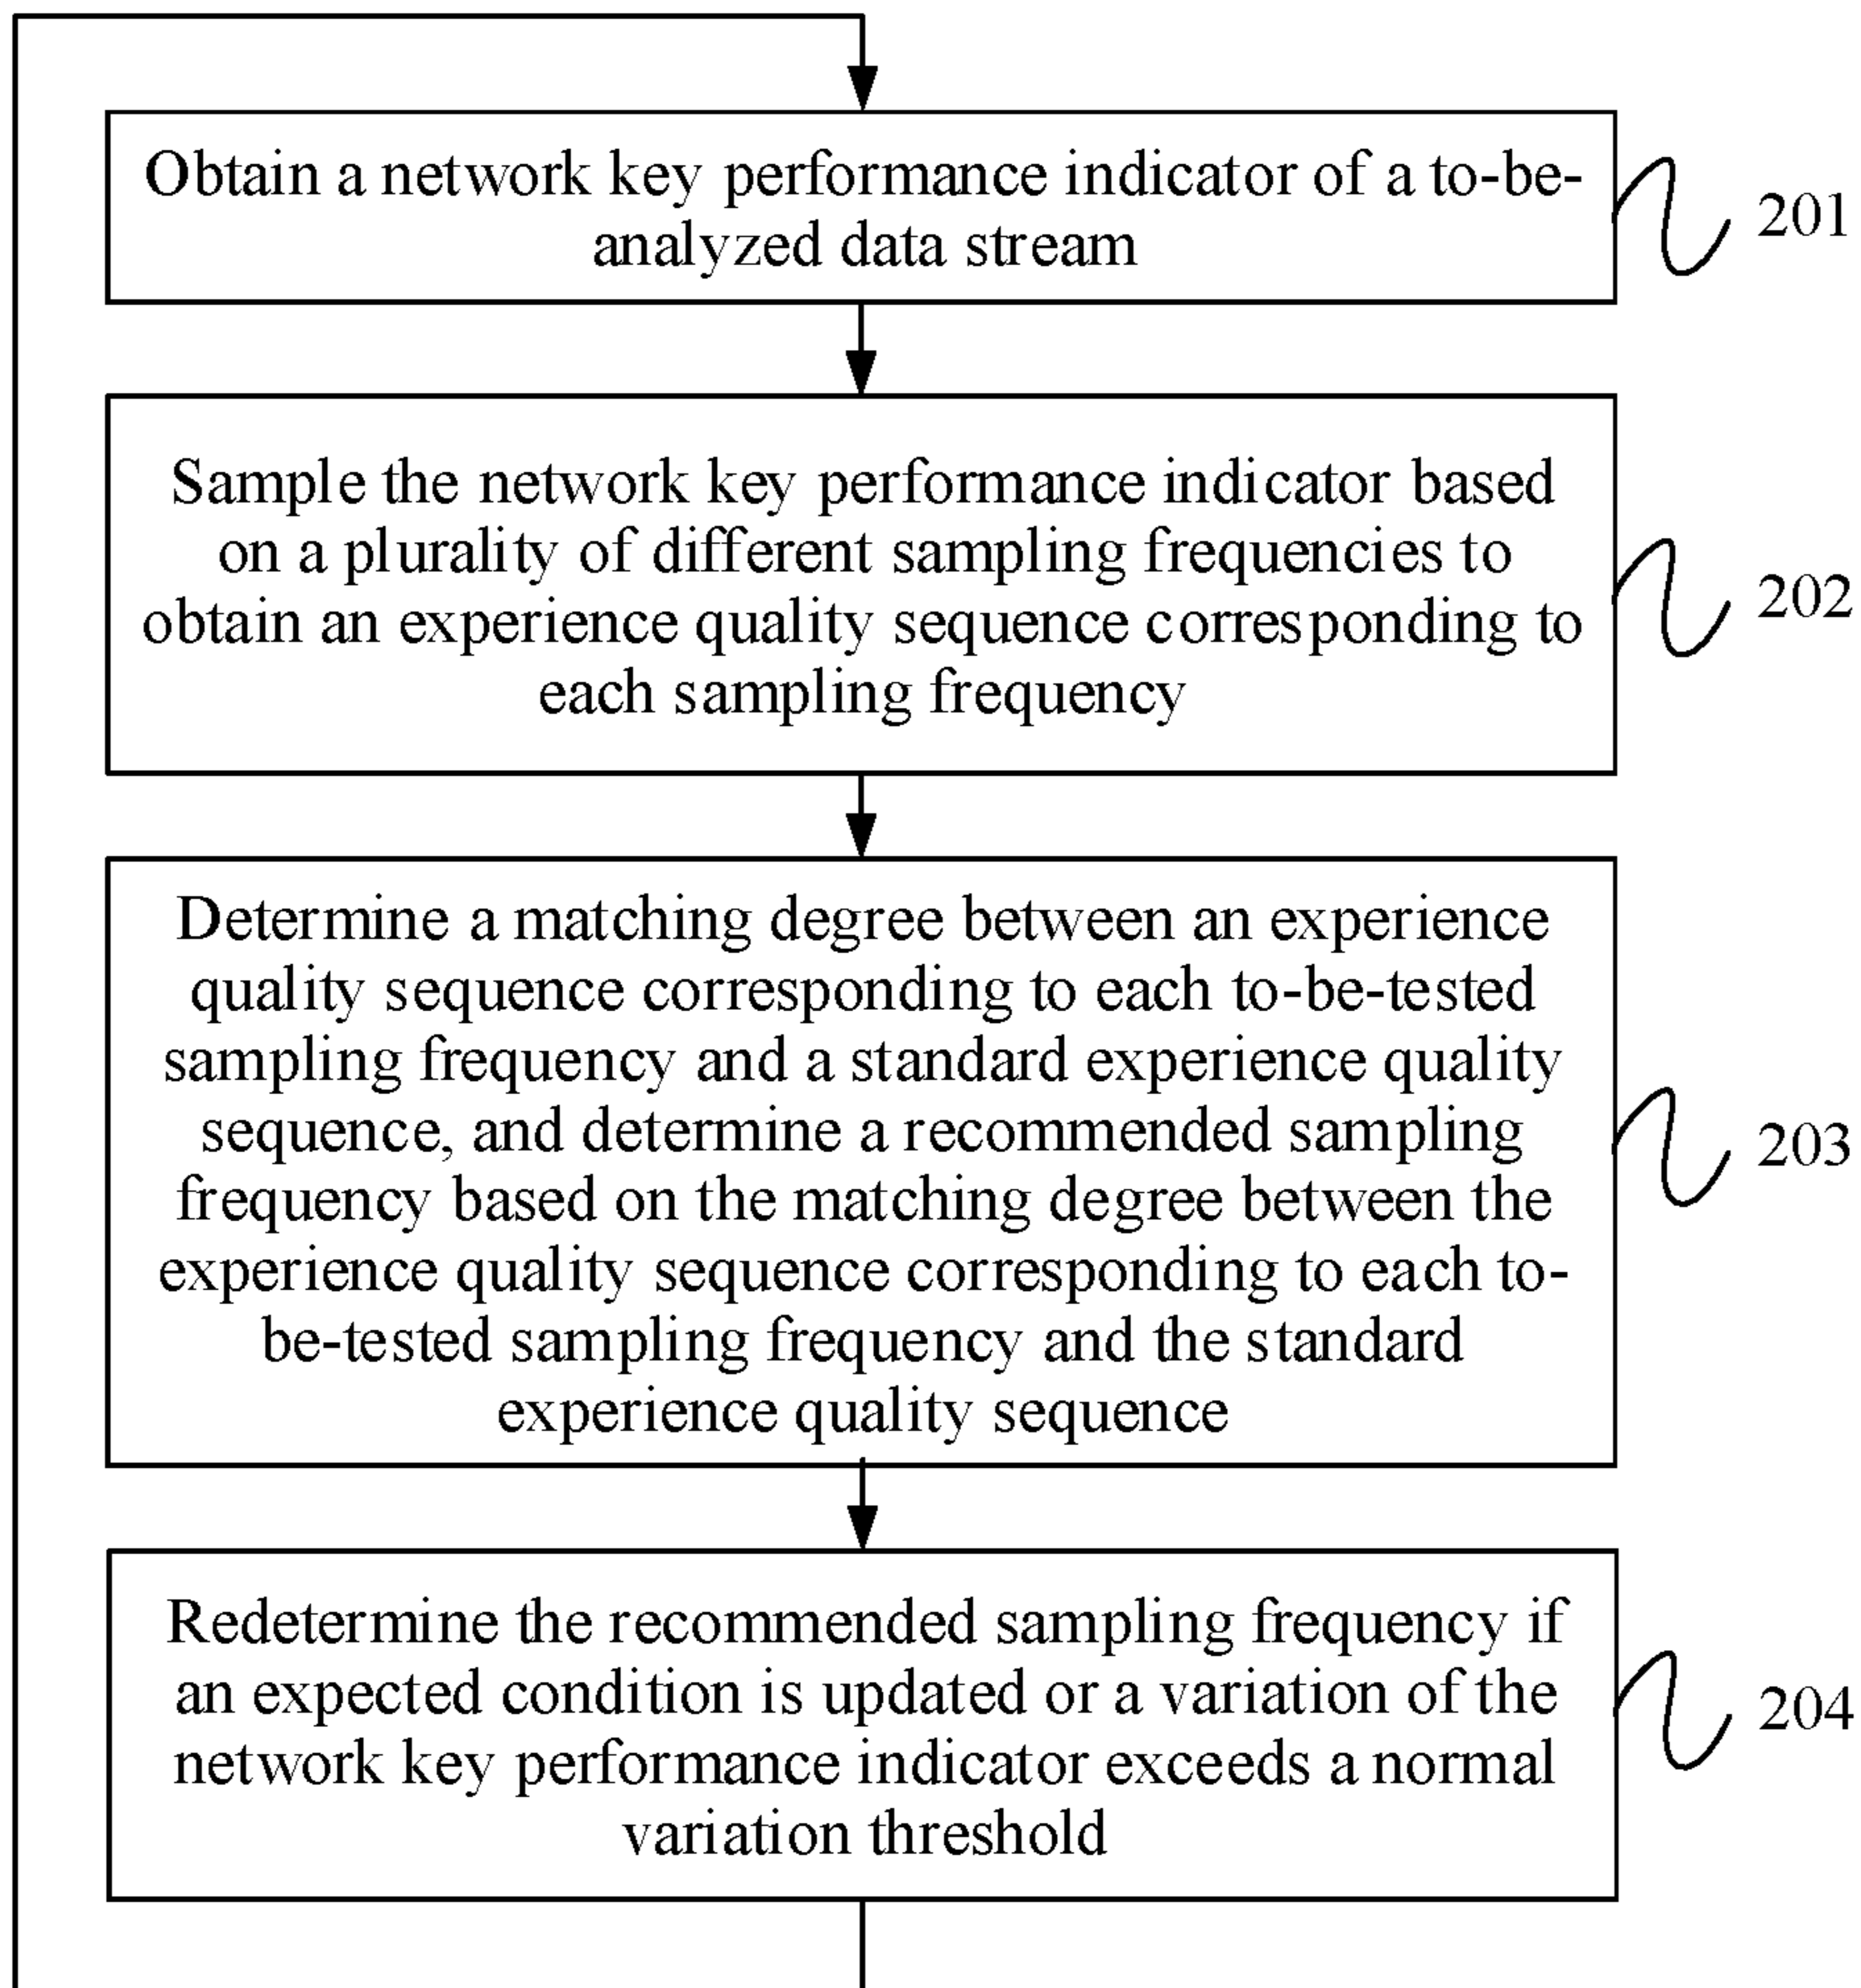 Obtain a network key performance indicator of a to-be-
analyzed data stream
201
Sample the network key performance indicator based
on a plurality of different sampling frequencies to
obtain an experience quality sequence corresponding to
each sampling frequency
202
Determine a matching degree between an experience
quality sequence corresponding to each to-be-tested
sampling frequency and a standard experience quality
sequence, and determine a recommended sampling
frequency based on the matching degree between the
experience quality sequence corresponding to each to-
be-tested sampling frequency and the standard
experience quality sequence
203
Redetermine the recommended sampling frequency if
an expected condition is updated or a variation of the
network key performance indicator exceeds a normal
variation threshold
204